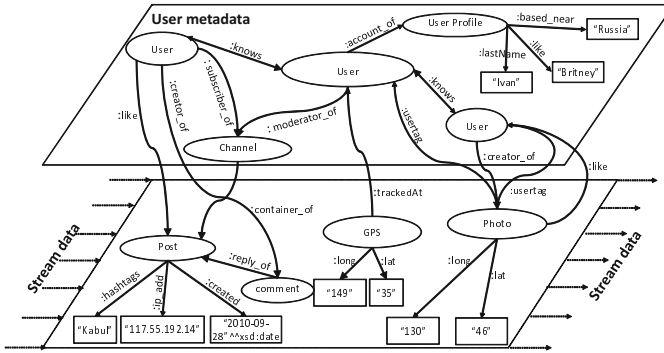 User metadata
User Profile
:based_near
"Russia"
:account_of
:lastName
:like
"Ivan"
"Britney"
User
:knows
User
:knows
:like
:creator_of
: subscriber_of
: moderator_of
:usertag
User
Channel
:creator_of
:like
:trackedAt
:usertag
:container_of
Post
GPS
Photo
:reply_of
:long
:lat
:long
:lat
Stream data
Stream data
:hashtags
:ip_add
:created
comment
"149"
"35"
"Kabul"
"117.55.192.14"
"2010-09-
28"^^xsd:date
"130"
"46"